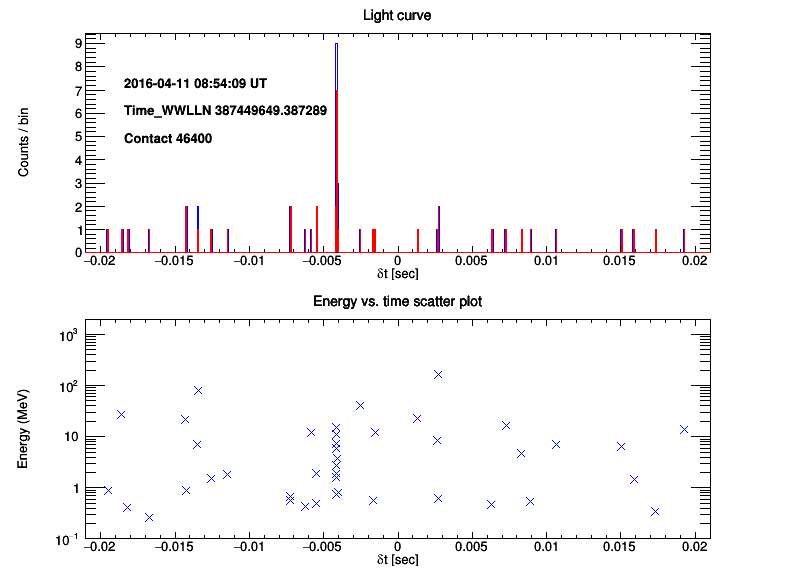 Light curve
Counts / bin
9
8
7
6
5
4
3
2
1
0
2016-04-11 08:54:09 UT
Time_WWLLN 387449649.387289
Contact 46400
−0.02 −0.015 −0.01 −0.005 0 0.005 0.01 0.015 0.02
δt [sec]
Energy vs. time scatter plot
Energy (MeV)
10³
10²
10
1
10⁻¹
−0.02 −0.015 −0.01 −0.005 0 0.005 0.01 0.015 0.02
δt [sec]